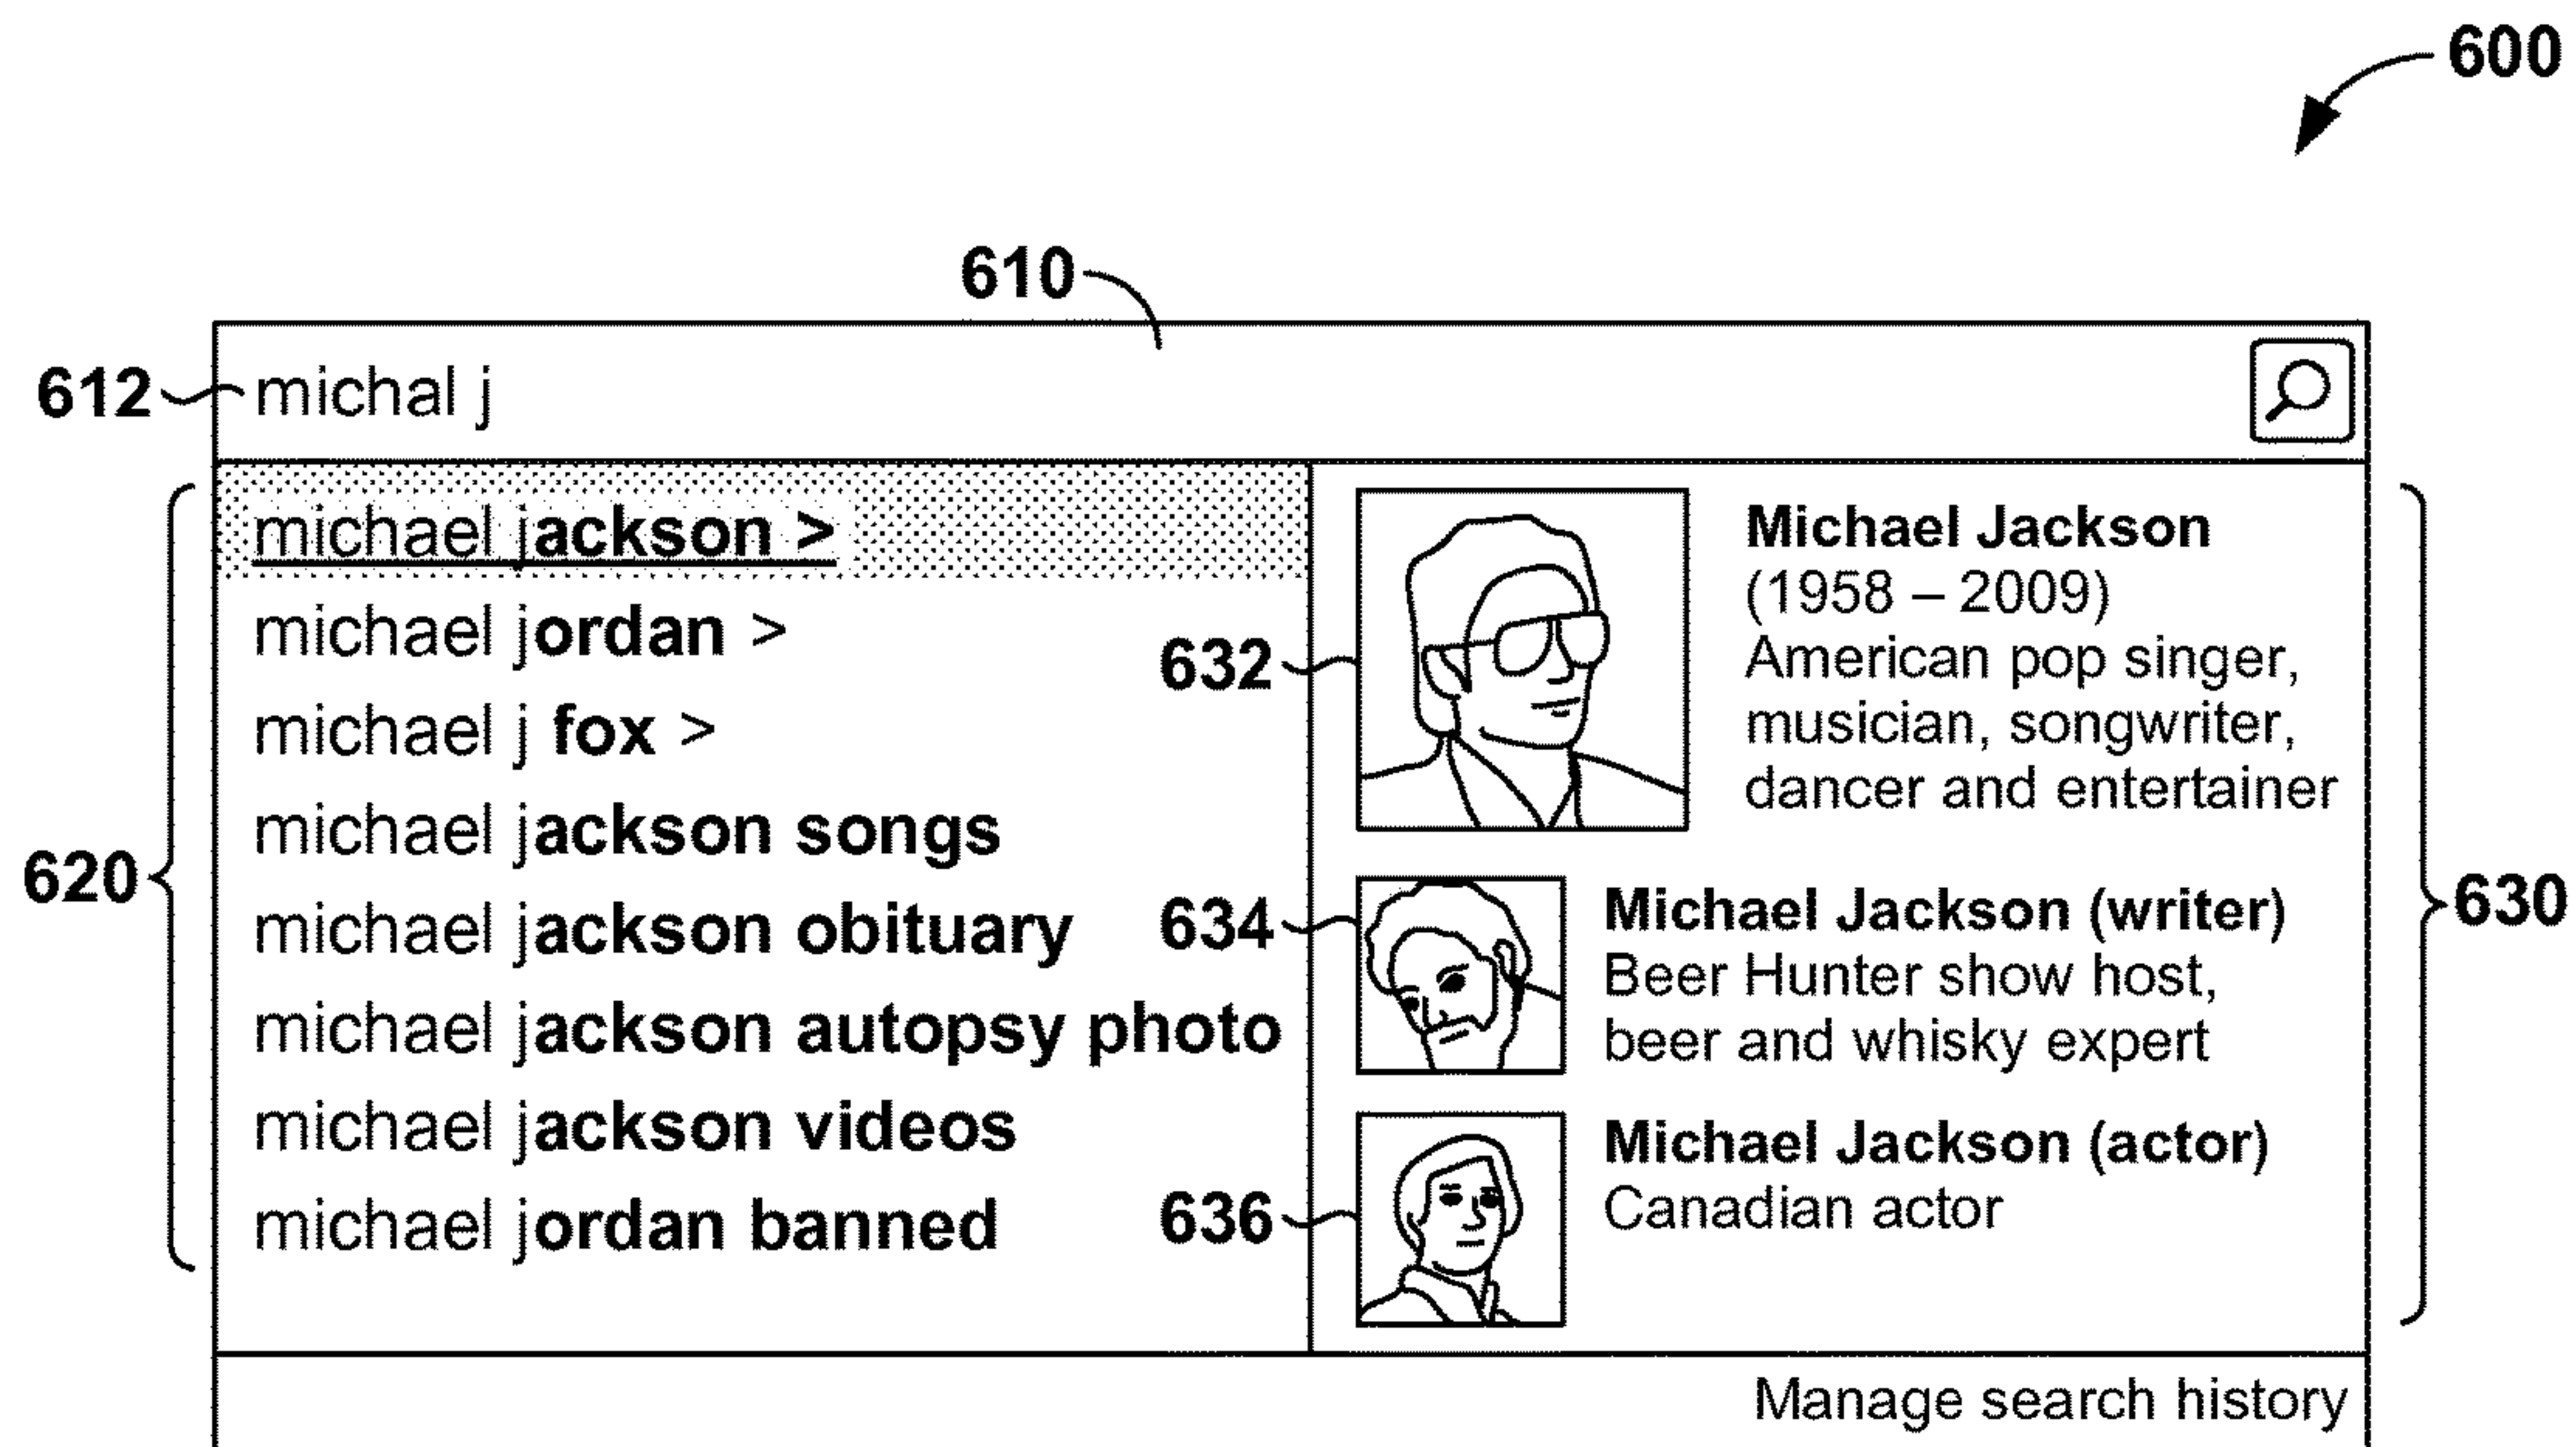 600
610
612
michal j
620
michael jackson >
michael jordan >
michael j fox >
michael jackson songs
michael jackson obituary
michael jackson autopsy photo
michael jackson videos
michael jordan banned
632
Michael Jackson
(1958 – 2009)
American pop singer,
musician, songwriter,
dancer and entertainer
634
Michael Jackson (writer)
Beer Hunter show host,
beer and whisky expert
636
Michael Jackson (actor)
Canadian actor
630
Manage search history